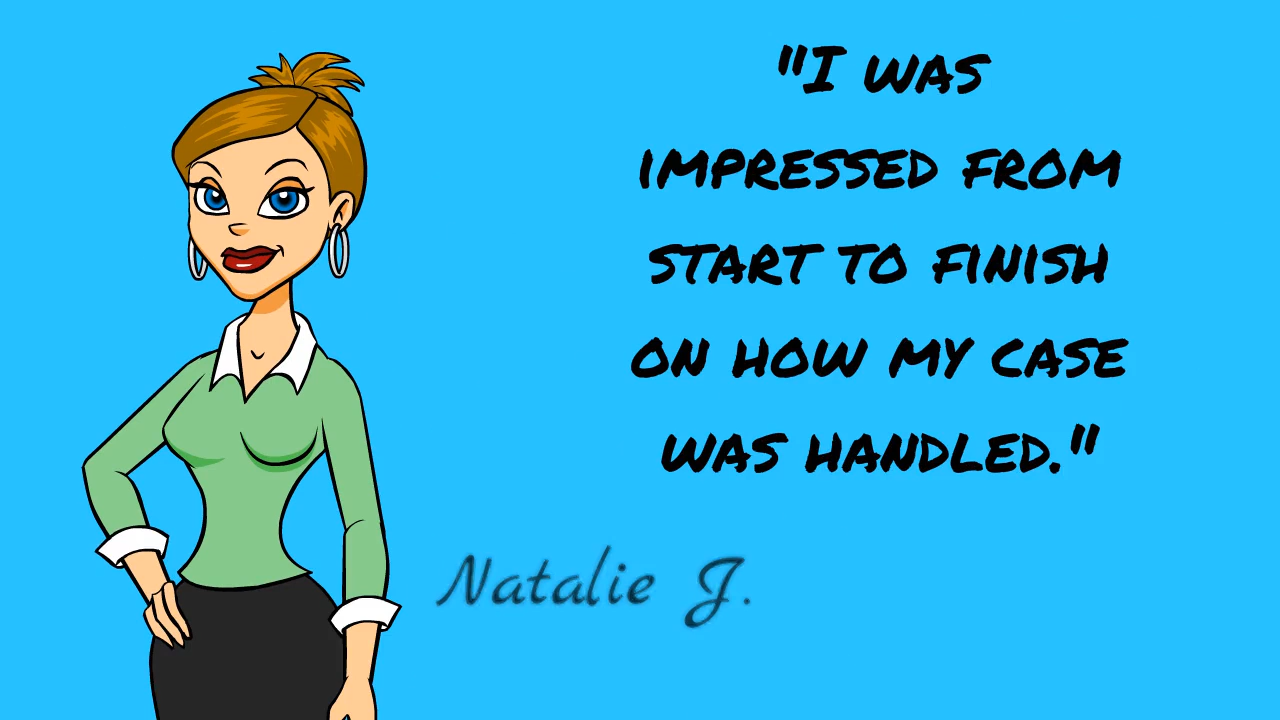 "I WAS
IMPRESSED FROM
START TO FINISH
ON HOW MY CASE
WAS HANDLED."
Natalie J.